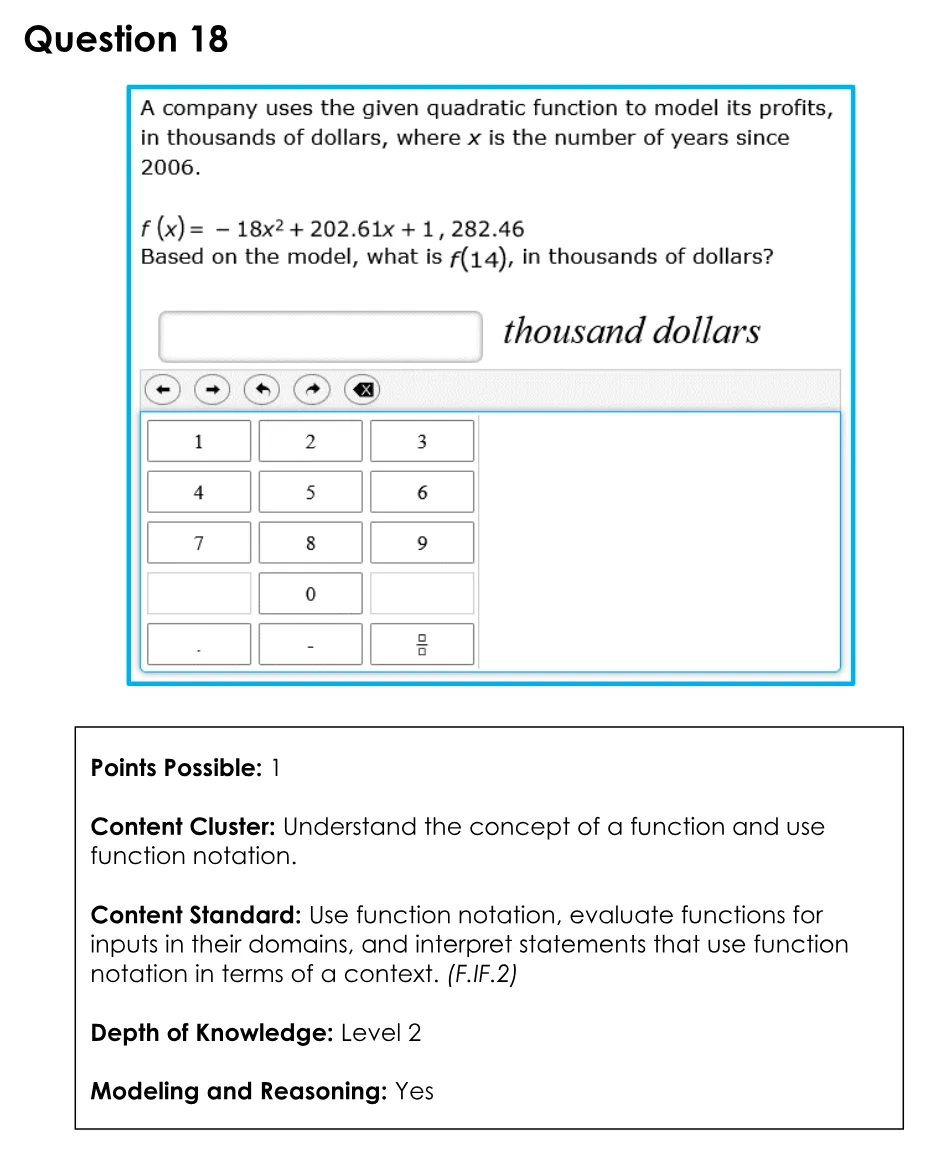 Question 18
A company uses the given quadratic function to model its profits,
in thousands of dollars, where x is the number of years since
2006.
f (x) = − 18x² + 202.61x + 1 , 282.46
Based on the model, what is f(14), in thousands of dollars?
thousand dollars
1 2 3
4 5 6
7 8 9
0
. - □/□
Points Possible: 1
Content Cluster: Understand the concept of a function and use
function notation.
Content Standard: Use function notation, evaluate functions for
inputs in their domains, and interpret statements that use function
notation in terms of a context. (F.IF.2)
Depth of Knowledge: Level 2
Modeling and Reasoning: Yes